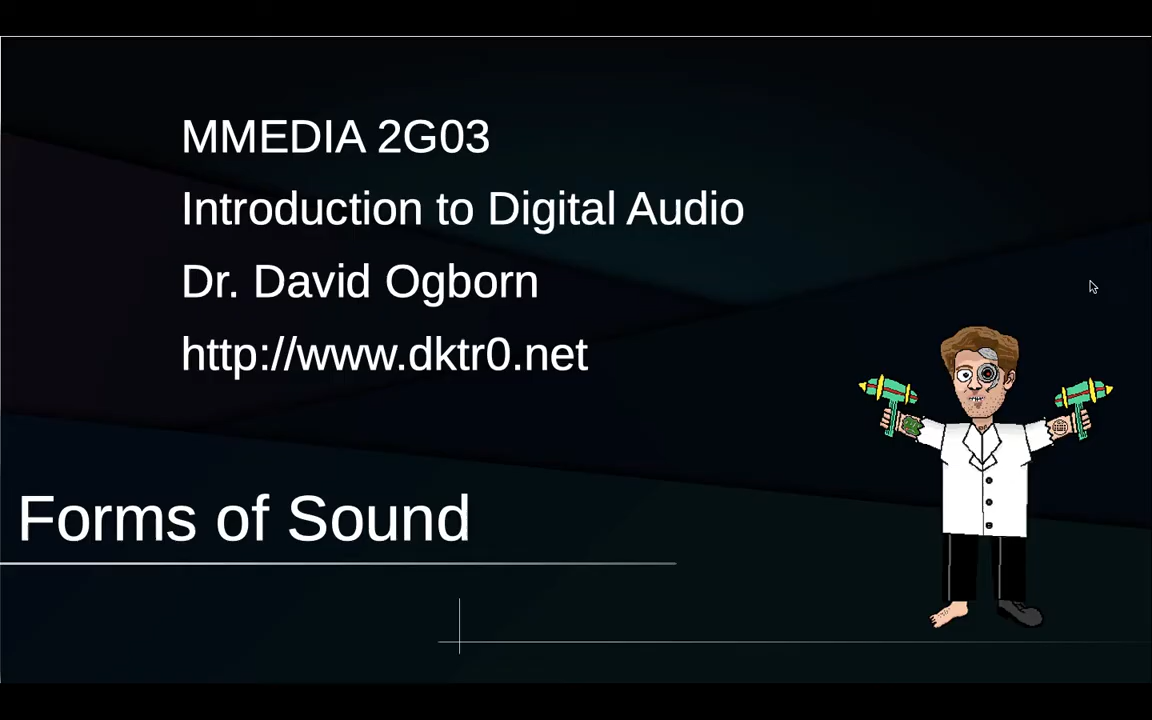 MMEDIA 2G03
Introduction to Digital Audio
Dr. David Ogborn
http://www.dktr0.net
Forms of Sound